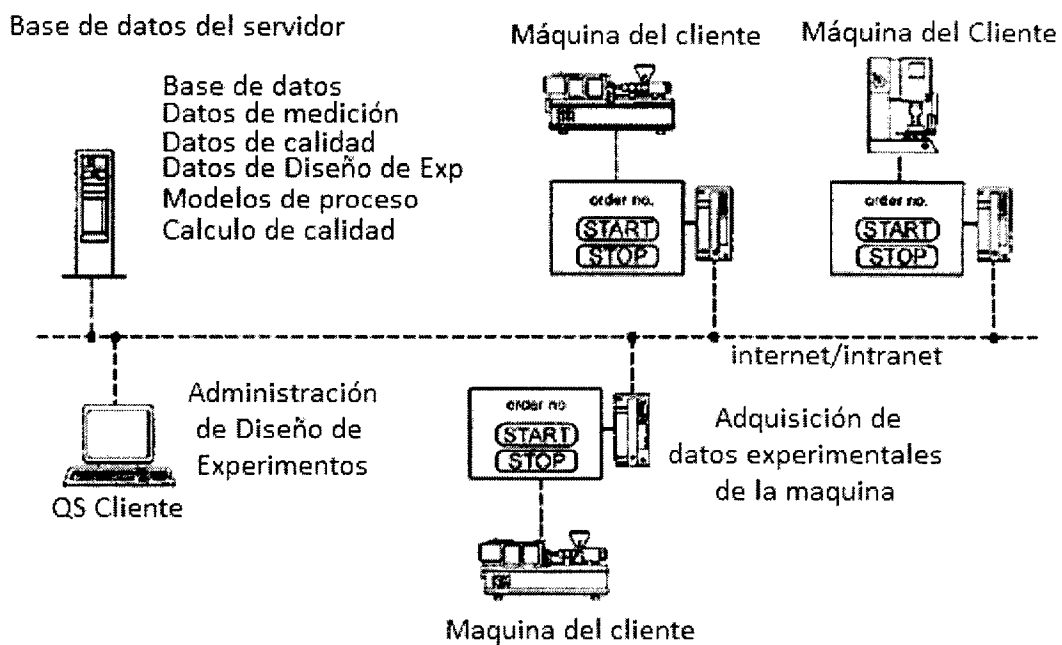 Base de datos del servidor
Base de datos
Datos de medición
Datos de calidad
Datos de Diseño de Exp
Modelos de proceso
Calculo de calidad
Máquina del cliente
order no.
START
STOP
Máquina del Cliente
order no.
START
STOP
internet/intranet
Administración
de Diseño de
Experimentos
QS Cliente
order no
START
STOP
Maquina del cliente
Adquisición de
datos experimentales
de la maquina